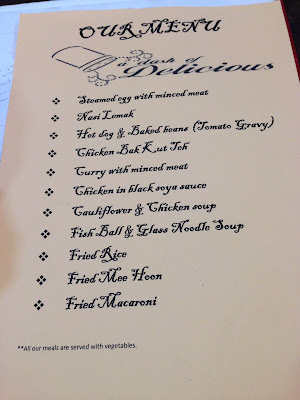 OUR MENU
a dash of
Delicious
Steamed egg with minced meat
Nasi Lemak
Hot dog & Baked beans (Tomato Gravy)
Chicken Bak Kut Teh
Curry with minced meat
Chicken in black soya sauce
Cauliflower & Chicken soup
Fish Ball & Glass Noodle Soup
Fried Rice
Fried Mee Hoon
Fried Macaroni
**All our meals are served with vegetables.